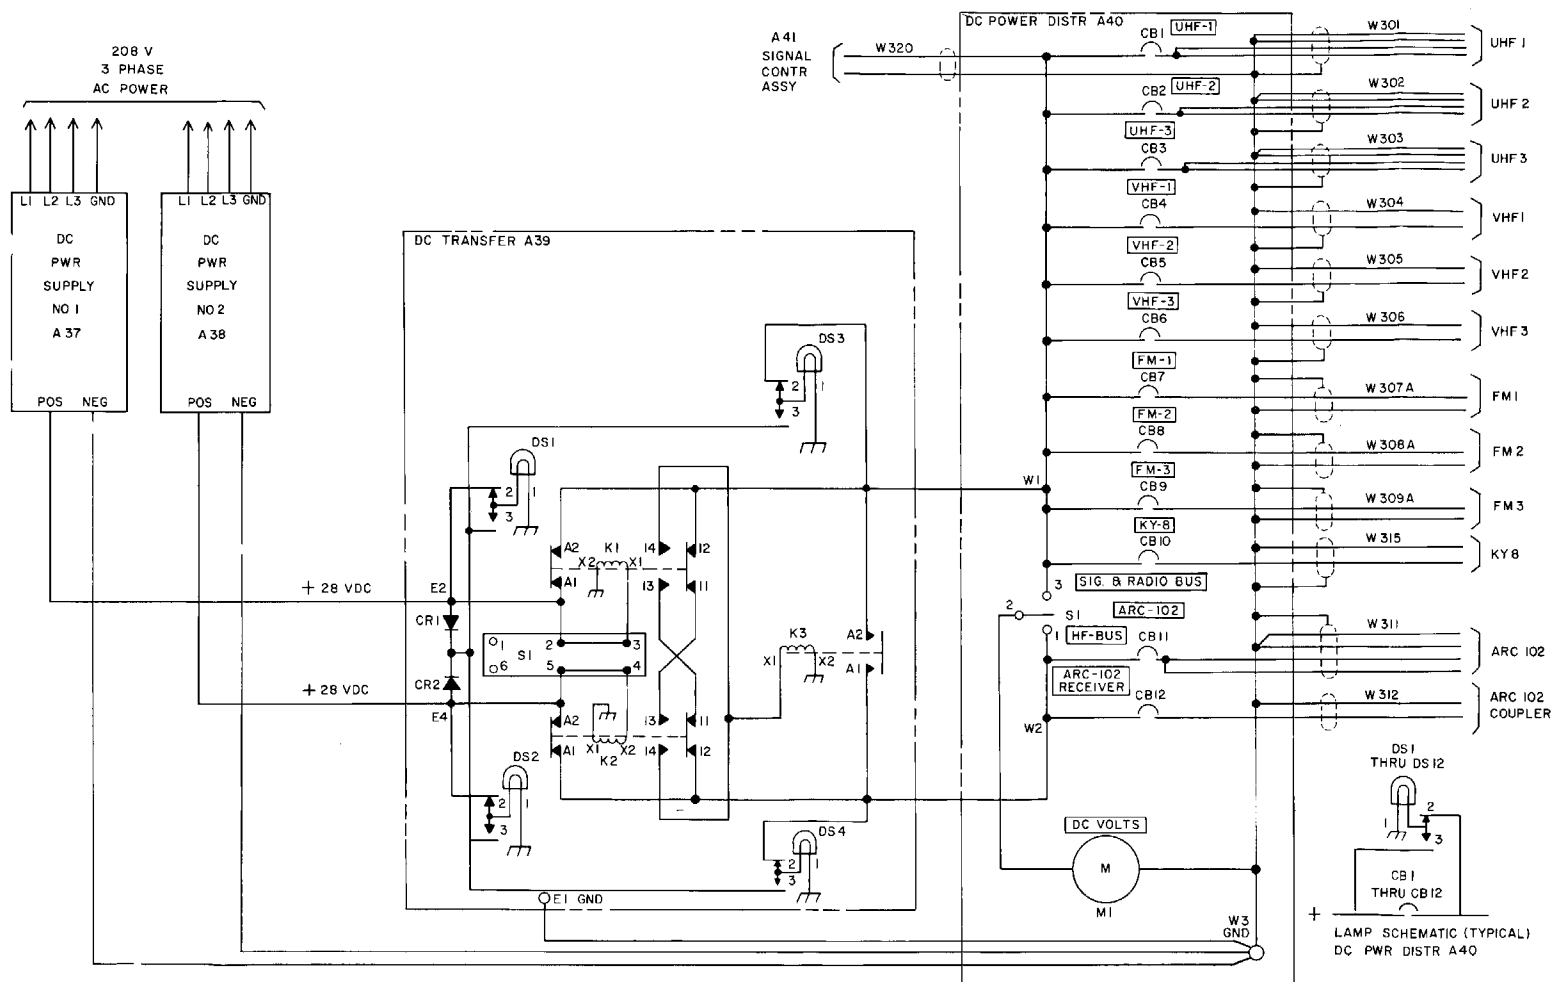 208 V
3 PHASE
AC POWER
L1 L2 L3 GND
DC
PWR
SUPPLY
NO 1
A 37
POS NEG
L1 L2 L3 GND
DC
PWR
SUPPLY
NO 2
A 38
POS NEG
+ 28 VDC
+ 28 VDC
DC TRANSFER A39
DS3
2 1
3
DS1
2 1
3
E2
CR1
CR2
E4
A2
A1
K1
X2 X1
14 12
13 11
1 2 3
S1
6 5 4
A2
A1
X1 X2
K2
13 11
14 12
K3
X1 X2
A2
A1
DS2
2 1
3
DS4
2 1
3
E1 GND
A41
SIGNAL
CONTR
ASSY
W320
DC POWER DISTR A40
UHF-1
CB1
W301
UHF 1
UHF-2
CB2
W302
UHF 2
UHF-3
CB3
W303
UHF 3
VHF-1
CB4
W304
VHF1
VHF-2
CB5
W305
VHF2
VHF-3
CB6
W306
VHF3
FM-1
CB7
W307A
FM1
FM-2
CB8
W308A
FM 2
W1
FM-3
CB9
W309A
FM3
KY-8
CB10
W315
KY8
SIG. & RADIO BUS
3
2 S1
1
ARC-102
HF-BUS
CB11
W311
ARC 102
ARC-102
RECEIVER
CB12
W312
ARC 102
COUPLER
W2
DC VOLTS
M
M1
W3
GND
DS1
THRU DS12
2
1
3
CB1
THRU CB12
+
LAMP SCHEMATIC (TYPICAL)
DC PWR DISTR A40